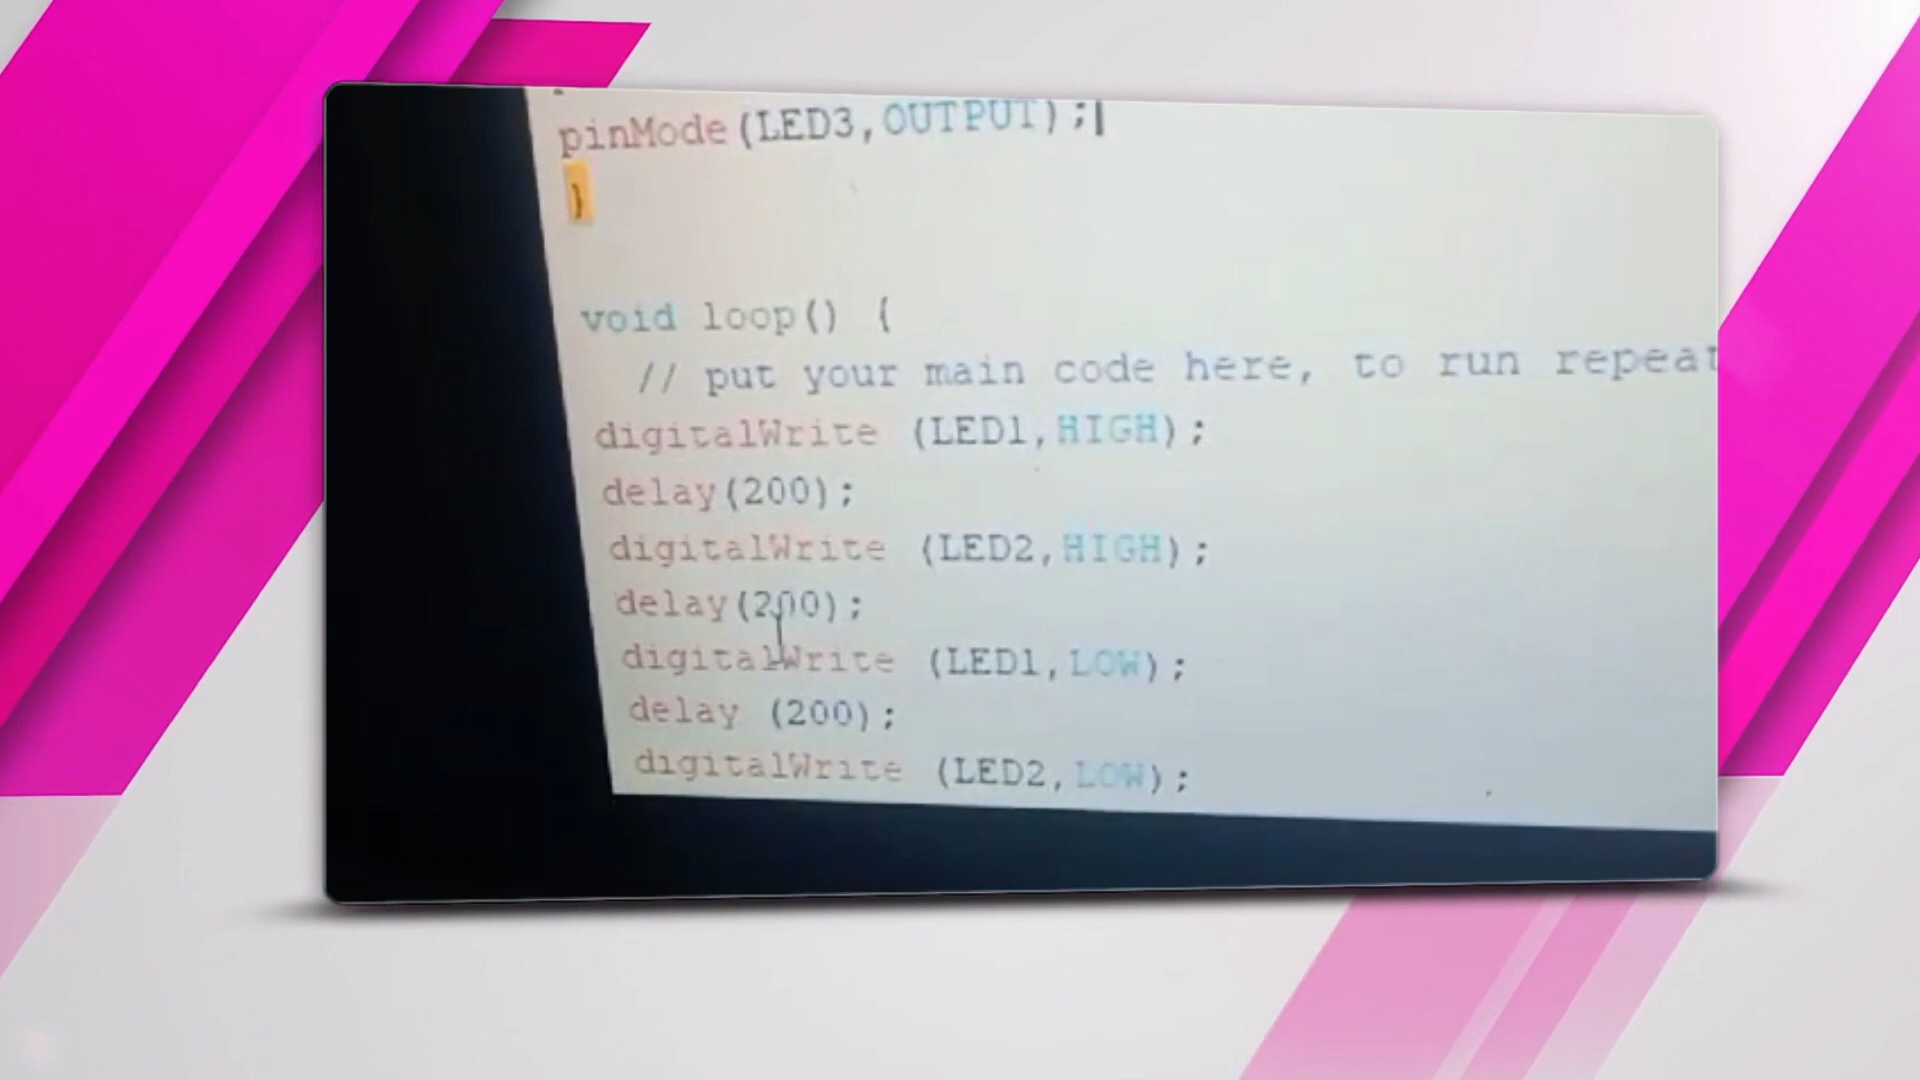 pinMode(LED3,OUTPUT);
}
void loop() {
// put your main code here, to run repeat
digitalWrite (LED1,HIGH);
delay(200);
digitalWrite (LED2,HIGH);
delay(200);
digitalWrite (LED1,LOW);
delay (200);
digitalWrite (LED2,LOW);